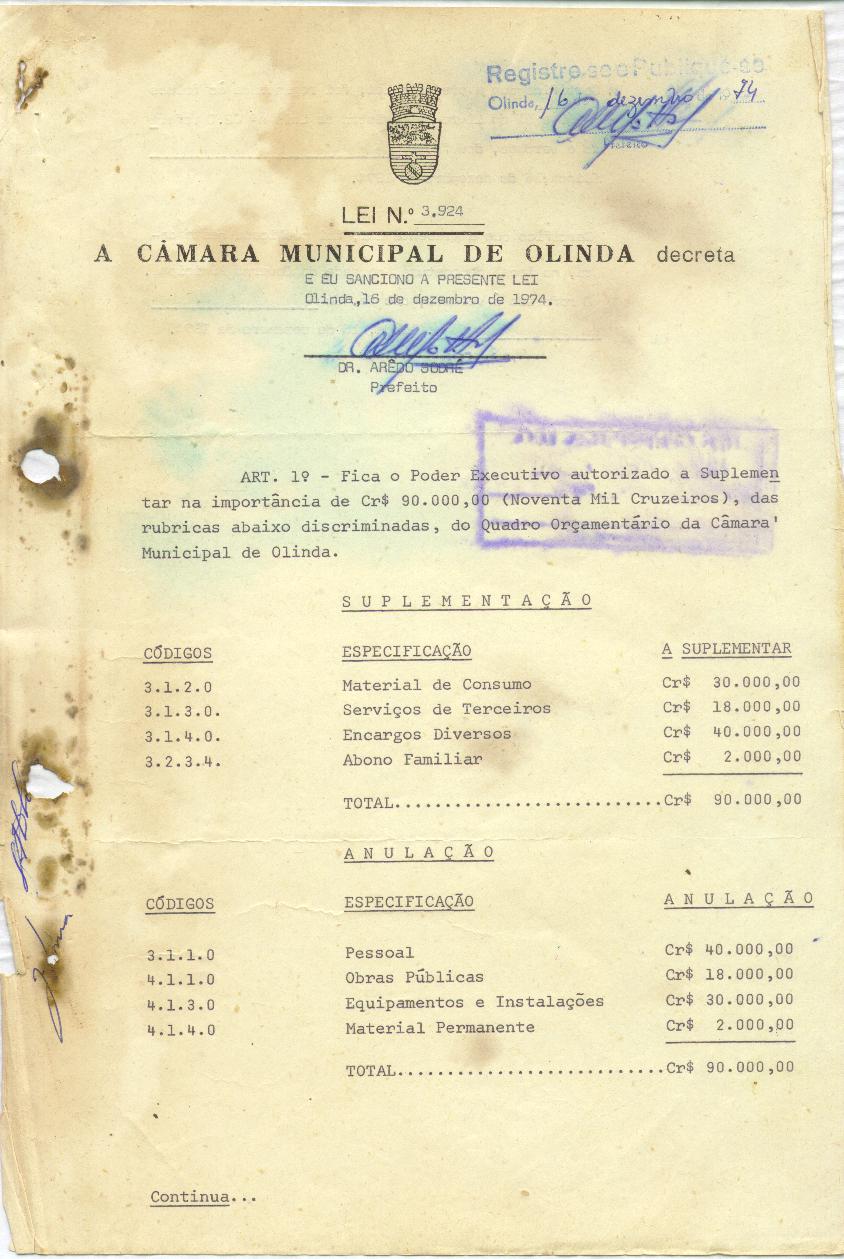 Registre-se e Publique-se
Olinda, 16 dezembro 1974
Prefeito
LEI N.º 3.924
A CÂMARA MUNICIPAL DE OLINDA decreta
E EU SANCIONO A PRESENTE LEI
Olinda,16 de dezembro de 1974.
DR. ARÊDO SODRÉ
Prefeito
ART. 1º - Fica o Poder Executivo autorizado a Suplemen
tar na importância de Cr$ 90.000,00 (Noventa Mil Cruzeiros), das
rubricas abaixo discriminadas, do Quadro Orçamentário da Câmara'
Municipal de Olinda.
S U P L E M E N T A Ç Ã O
CÓDIGOS ESPECIFICAÇÃO A SUPLEMENTAR
3.1.2.0 Material de Consumo Cr$ 30.000,00
3.1.3.0. Serviços de Terceiros Cr$ 18.000,00
3.1.4.0. Encargos Diversos Cr$ 40.000,00
3.2.3.4. Abono Familiar Cr$ 2.000,00
TOTAL..........................Cr$ 90.000,00
A N U L A Ç Ã O
CÓDIGOS ESPECIFICAÇÃO A N U L A Ç Ã O
3.1.1.0 Pessoal Cr$ 40.000,00
4.1.1.0 Obras Públicas Cr$ 18.000,00
4.1.3.0 Equipamentos e Instalações Cr$ 30.000,00
4.1.4.0 Material Permanente Cr$ 2.000,00
TOTAL..........................Cr$ 90.000,00
Continua...